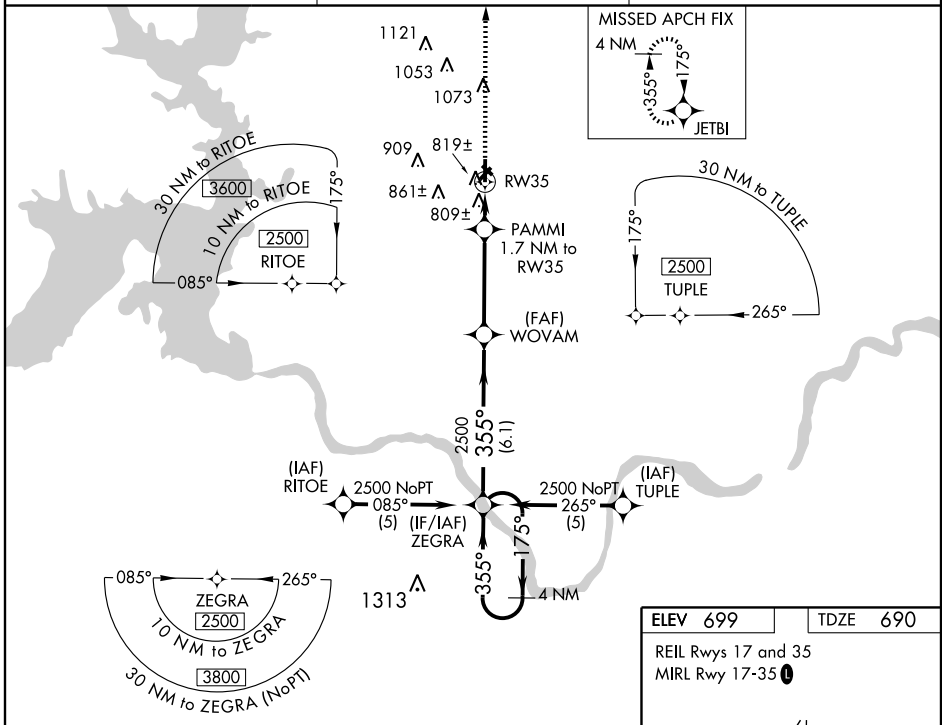 MISSED APCH FIX
4 NM
355°
175°
JETBI
1121
1053
1073
909
819±
861±
809±
RW35
PAMMI
1.7 NM to
RW35
30 NM to RITOE
3600
10 NM to RITOE
175°
2500
RITOE
085°
30 NM to TUPLE
175°
2500
TUPLE
265°
(FAF)
WOVAM
2500
355°
(6.1)
(IAF)
RITOE
2500 NoPT
085°
(5)
(IF/IAF)
ZEGRA
2500 NoPT
265°
(5)
(IAF)
TUPLE
355°
175°
4 NM
1313
085°
265°
ZEGRA
2500
10 NM to ZEGRA
3800
30 NM to ZEGRA (NoPT)
ELEV 699
TDZE 690
REIL Rwys 17 and 35
MIRL Rwy 17-35 L